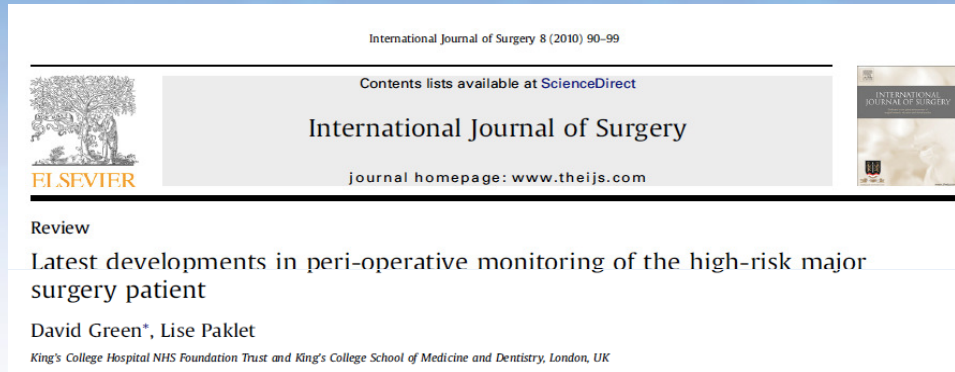 International Journal of Surgery 8 (2010) 90–99
Contents lists available at ScienceDirect
International Journal of Surgery
journal homepage: www.theijs.com
ELSEVIER
INTERNATIONAL
JOURNAL OF SURGERY
Review
Latest developments in peri-operative monitoring of the high-risk major
surgery patient
David Green*, Lise Paklet
King's College Hospital NHS Foundation Trust and King's College School of Medicine and Dentistry, London, UK